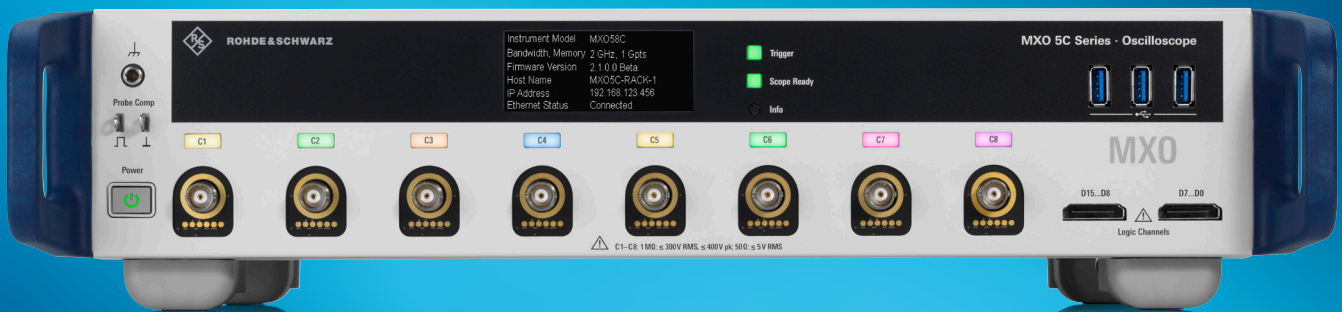 R&S
ROHDE&SCHWARZ
Instrument Model MXO58C
Bandwidth, Memory 2 GHz, 1 Gpts
Firmware Version 2.1.0.0 Beta
Host Name MXO5C-RACK-1
IP Address 192.168.123.456
Ethernet Status Connected
Trigger
Scope Ready
Info
MXO 5C Series · Oscilloscope
Probe Comp
Power
C1
C2
C3
C4
C5
C6
C7
C8
MXO
D15...D8
D7...D0
Logic Channels
C1–C8: 1 MΩ: ≤ 300 V RMS, ≤ 400 V pk; 50 Ω: ≤ 5 V RMS